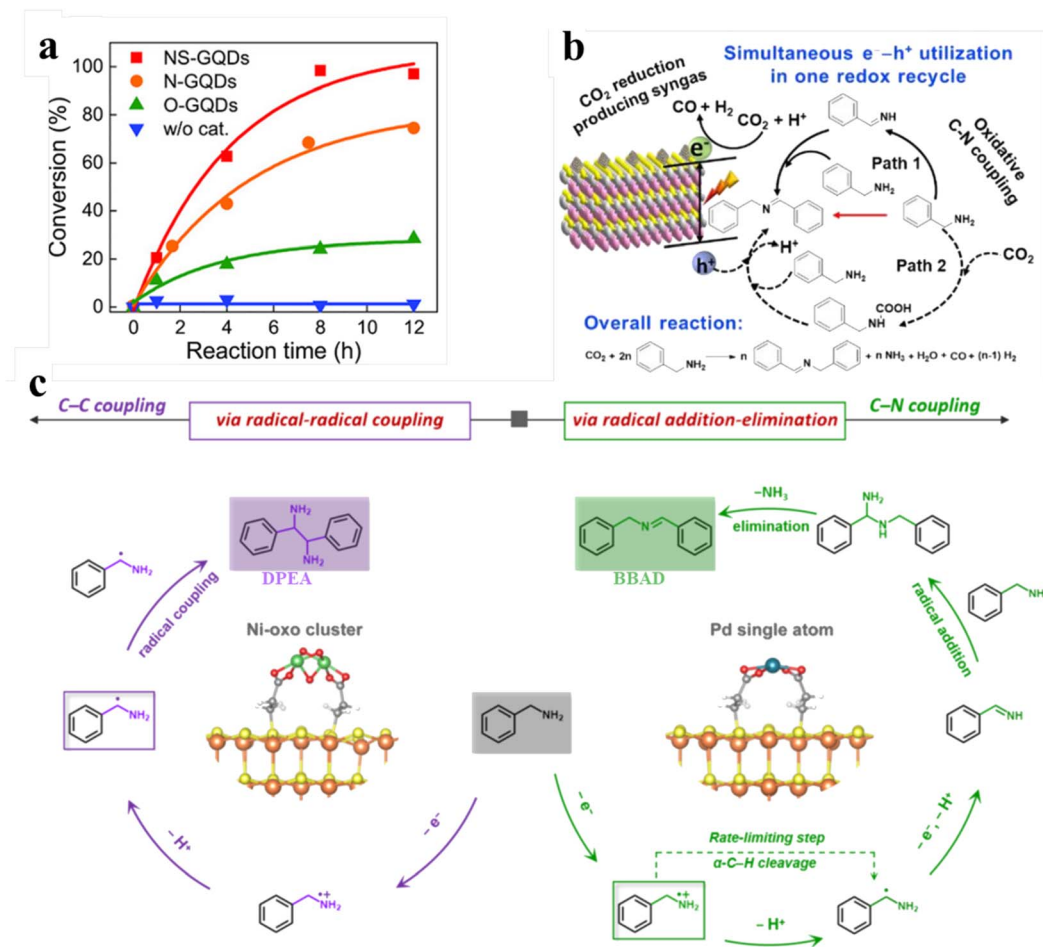 a
NS-GQDs
N-GQDs
O-GQDs
w/o cat.
Conversion (%)
100
80
60
40
20
0
0 2 4 6 8 10 12
Reaction time (h)
b
Simultaneous e⁻–h⁺ utilization
in one redox recycle
CO₂ reduction
producing syngas
CO + H₂
CO₂ + H⁺
e⁻
NH
Path 1
NH₂
Oxidative
C-N coupling
N
NH₂
H⁺
h⁺
NH₂
Path 2
CO₂
COOH
NH
Overall reaction:
CO₂ + 2n NH₂ n N + n NH₃ + H₂O + CO + (n-1) H₂
c
C–C coupling
via radical-radical coupling
via radical addition-elimination
C–N coupling
NH₂
NH₂
DPEA
NH₂
radical coupling
N
BBAD
–NH₃
elimination
NH₂
N
H
NH
radical addition
Ni-oxo cluster
Pd single atom
NH₂
NH₂
NH
– H⁺
– e⁻
– e⁻
Rate-limiting step
α-C–H cleavage
– e⁻, – H⁺
NH₂
NH₂
– H⁺
NH₂